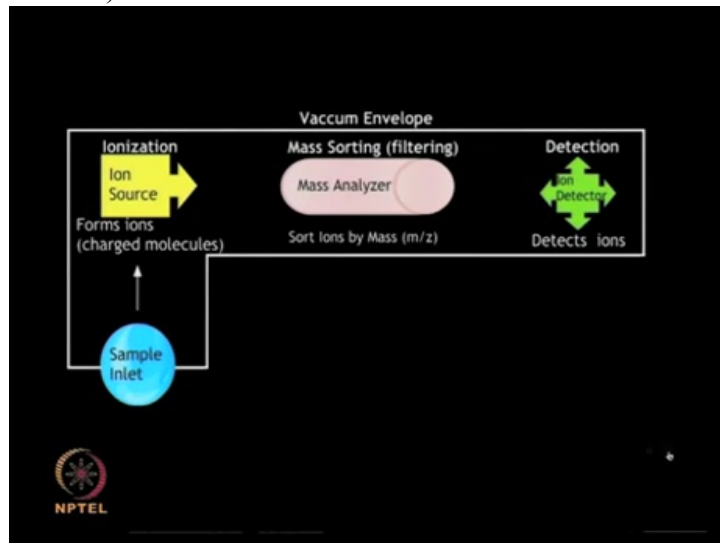 Vaccum Envelope
Ionization
Mass Sorting (filtering)
Detection
Ion
Source
Mass Analyzer
Ion
Detector
Forms ions
(charged molecules)
Sort Ions by Mass (m/z)
Detects ions
Sample
Inlet
NPTEL